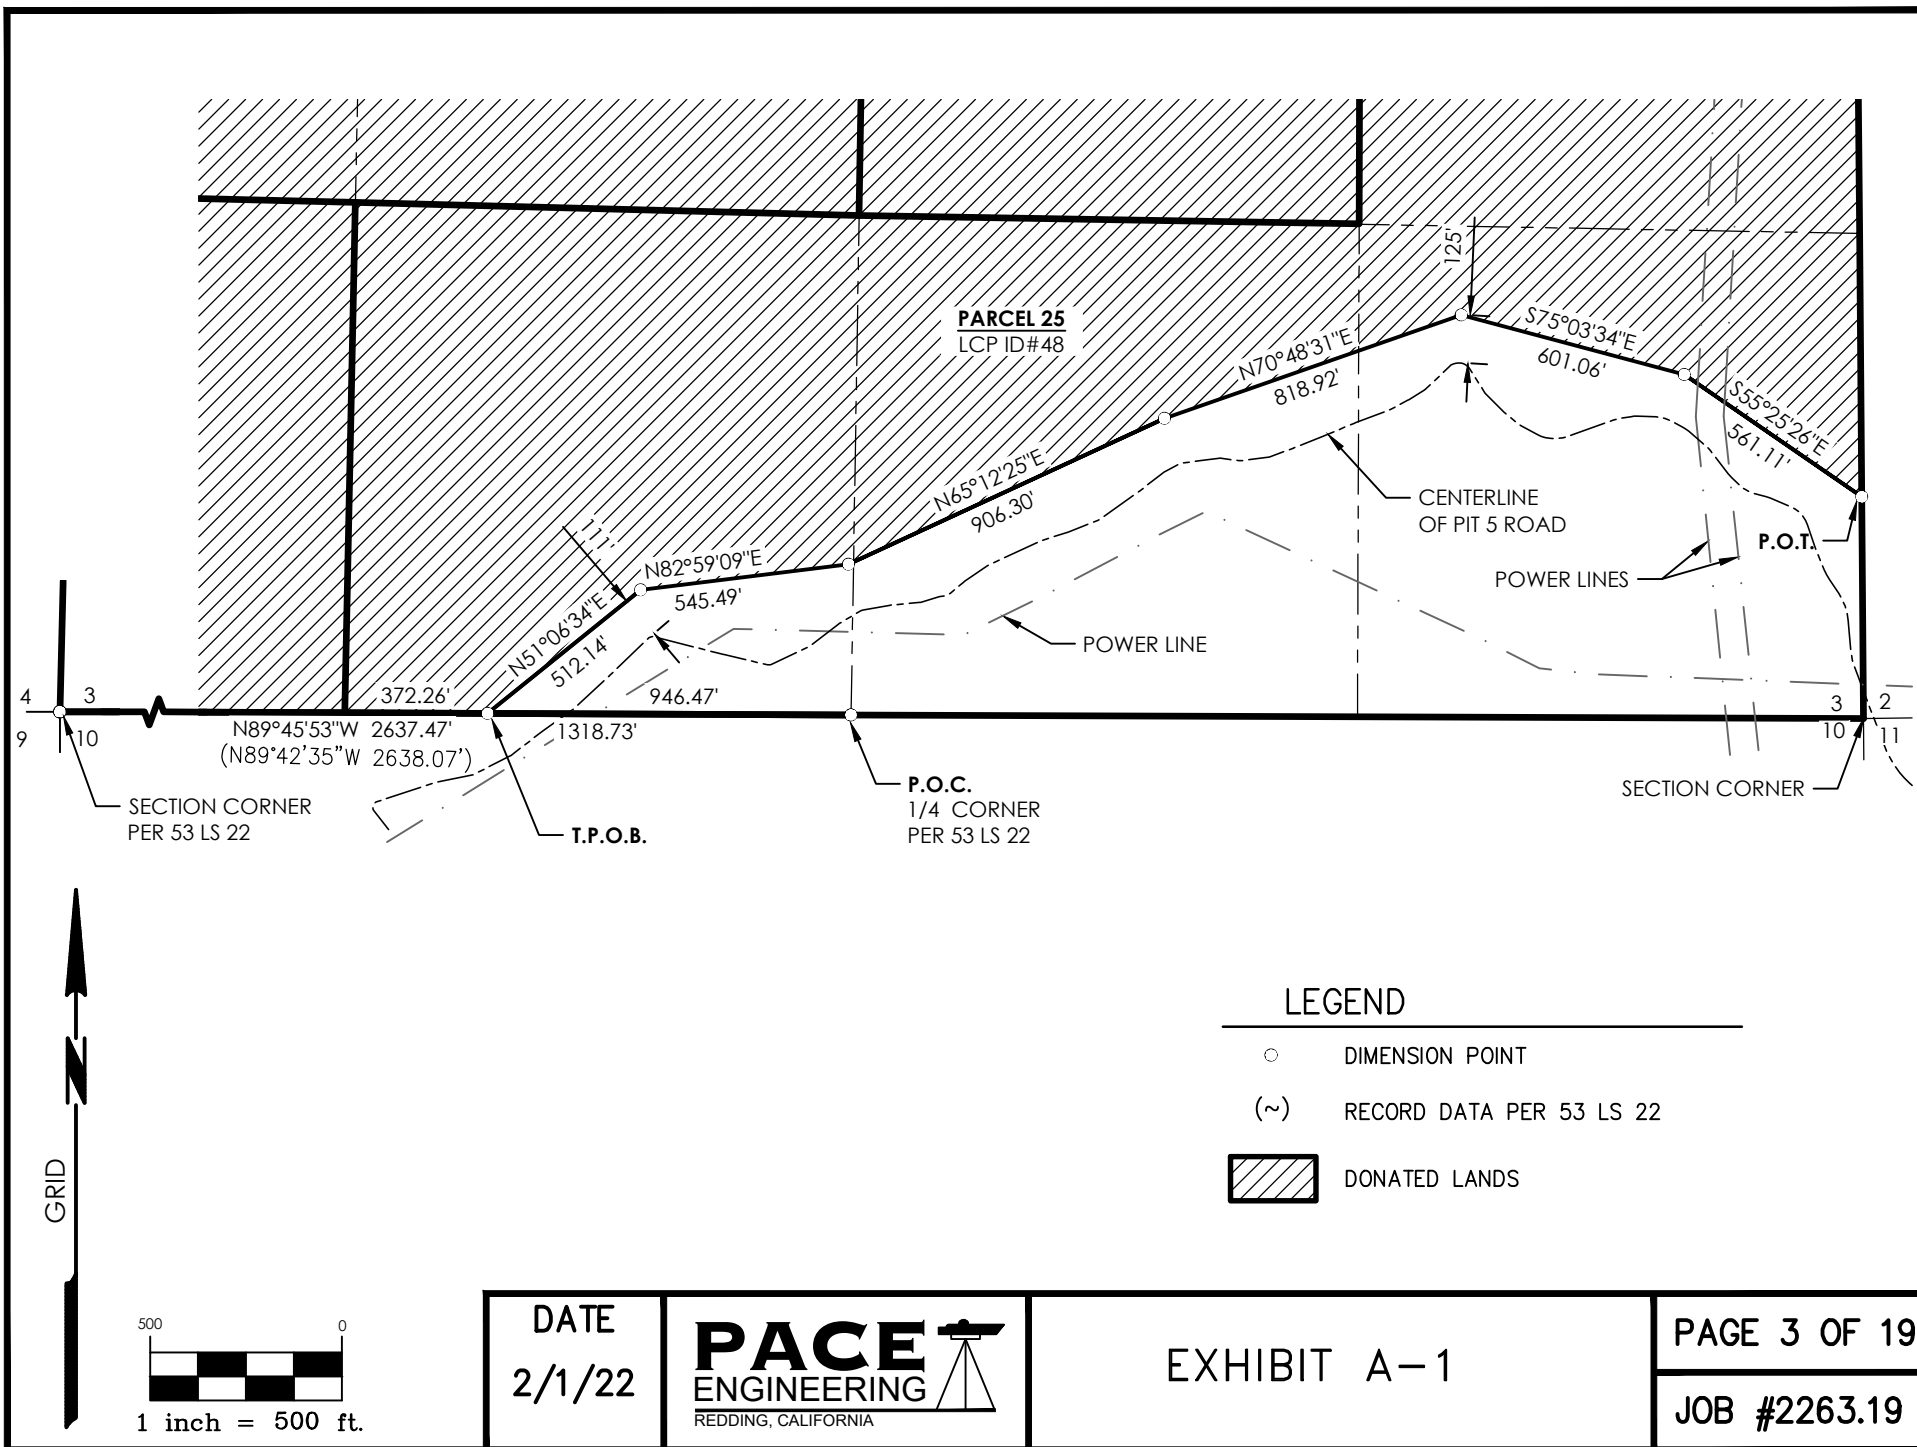 125'
PARCEL 25
LCP ID#48
S75°03'34"E
601.06'
N70°48'31"E
818.92'
S55°25'26"E
561.11'
N65°12'25"E
906.30'
CENTERLINE
OF PIT 5 ROAD
P.O.T.
111'
N82°59'09"E
545.49'
POWER LINES
N51°06'34"E
512.14'
POWER LINE
4 3
9 10
372.26'
946.47'
N89°45'53"W 2637.47'
(N89°42'35"W 2638.07')
1318.73'
3 2
10 11
SECTION CORNER
PER 53 LS 22
T.P.O.B.
P.O.C.
1/4 CORNER
PER 53 LS 22
SECTION CORNER
N
GRID
LEGEND
DIMENSION POINT
(~) RECORD DATA PER 53 LS 22
DONATED LANDS
500 0
1 inch = 500 ft.
DATE
2/1/22
PACE
ENGINEERING
REDDING, CALIFORNIA
EXHIBIT A-1
PAGE 3 OF 19
JOB #2263.19